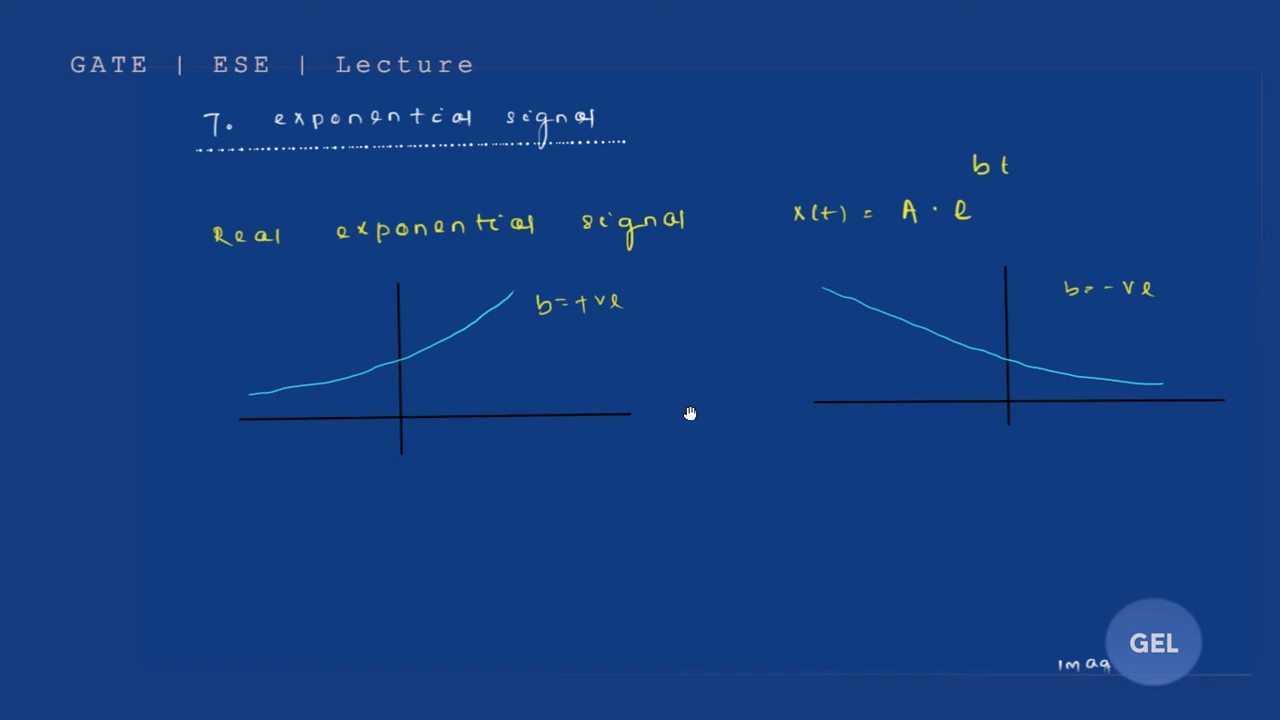 GATE | ESE | Lecture
7. exponential signal
Real exponential signal
x(t) = A · e^bt
b=+ve
b=-ve
GEL